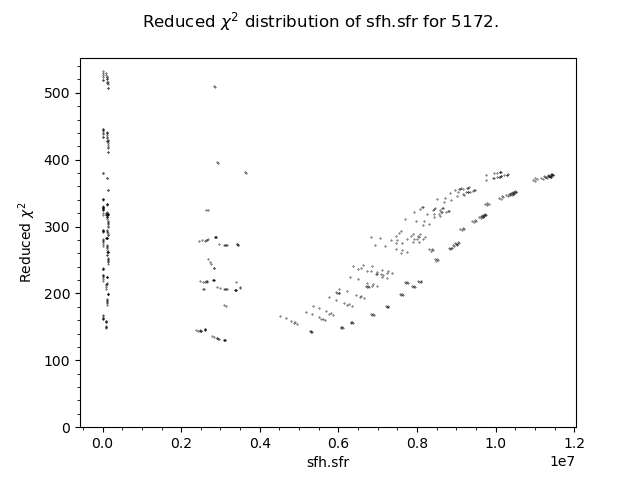 Reduced χ² distribution of sfh.sfr for 5172.
Reduced χ²
500
400
300
200
100
0
0.0 0.2 0.4 0.6 0.8 1.0 1.2
1e7
sfh.sfr